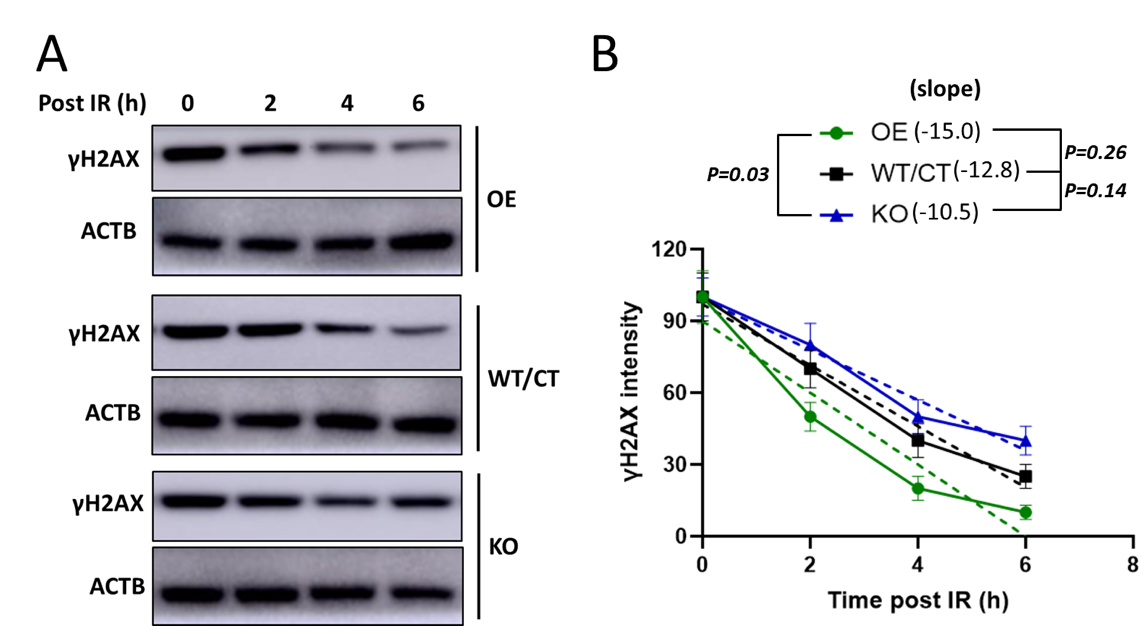 A
Post IR (h) 0 2 4 6
γH2AX
ACTB
OE
γH2AX
ACTB
WT/CT
γH2AX
ACTB
KO
B
(slope)
OE (-15.0)
WT/CT (-12.8)
KO (-10.5)
P=0.03
P=0.26
P=0.14
γH2AX intensity
120
90
60
30
0
0 2 4 6 8
Time post IR (h)